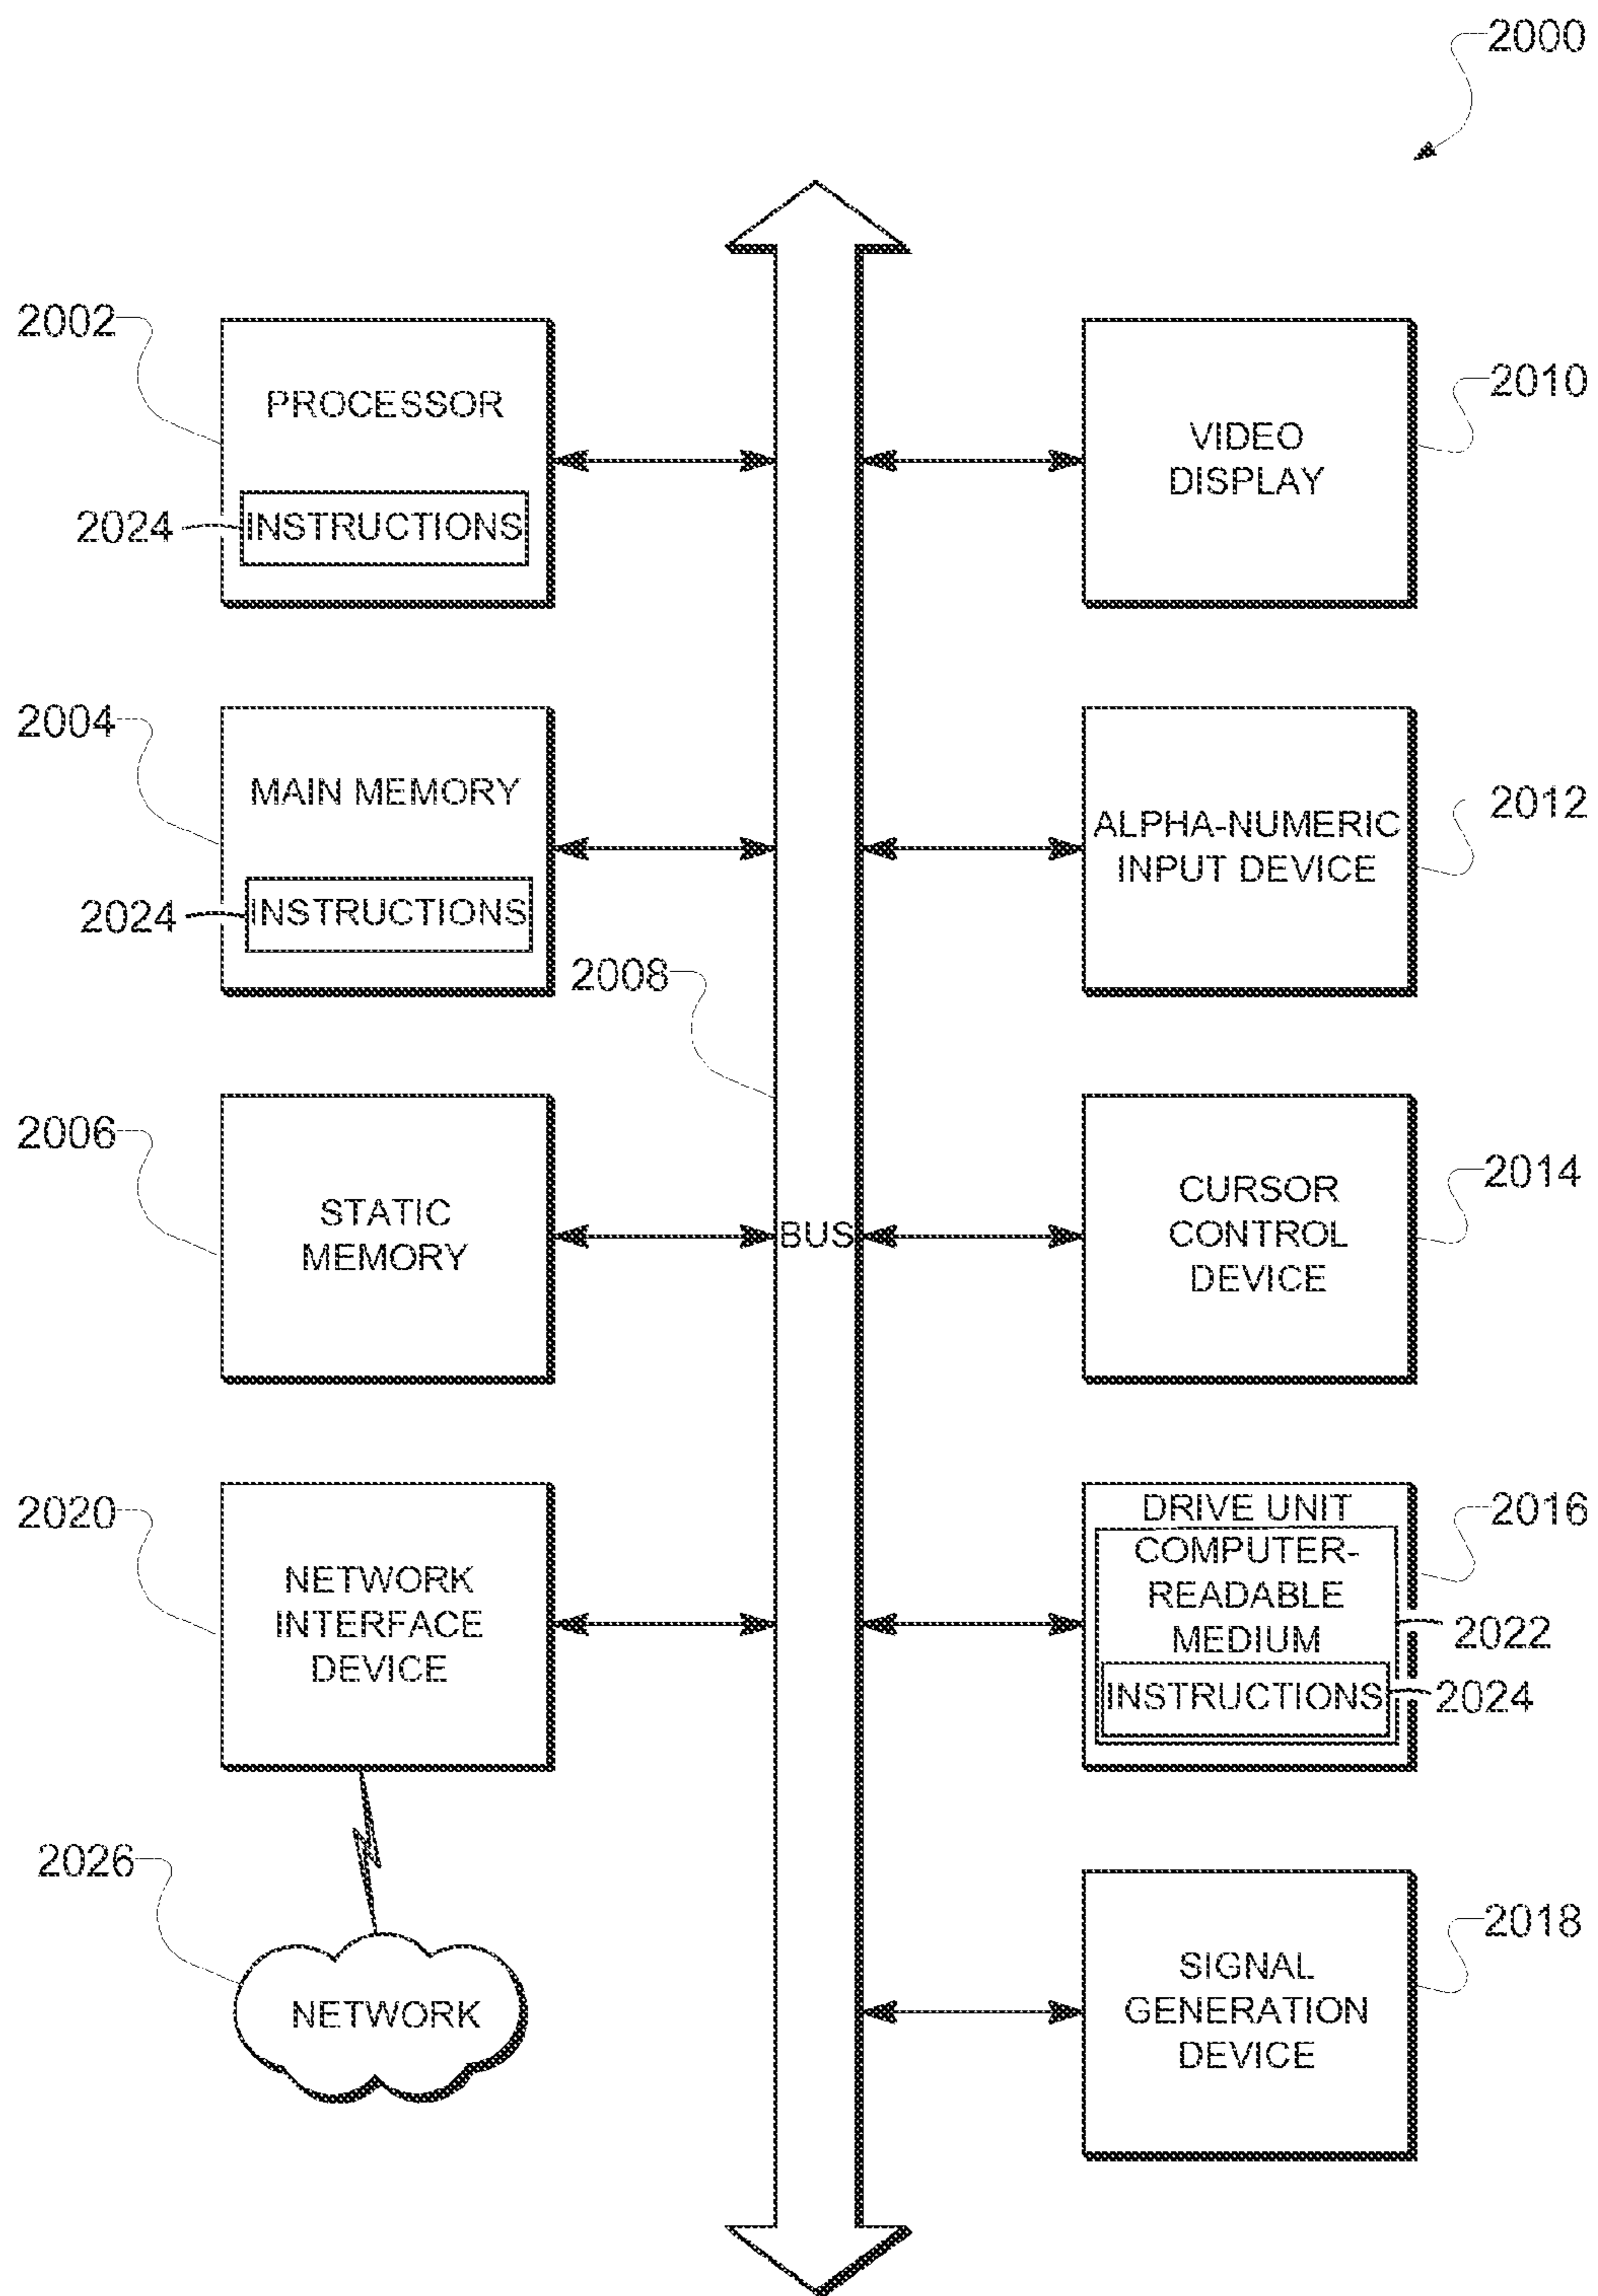 2000
2002
PROCESSOR
2024
INSTRUCTIONS
2010
VIDEO
DISPLAY
2004
MAIN MEMORY
2024
INSTRUCTIONS
2012
ALPHA-NUMERIC
INPUT DEVICE
2008
BUS
2006
STATIC
MEMORY
2014
CURSOR
CONTROL
DEVICE
2020
NETWORK
INTERFACE
DEVICE
2016
DRIVE UNIT
COMPUTER-
READABLE
MEDIUM
2022
INSTRUCTIONS
2024
2026
NETWORK
2018
SIGNAL
GENERATION
DEVICE